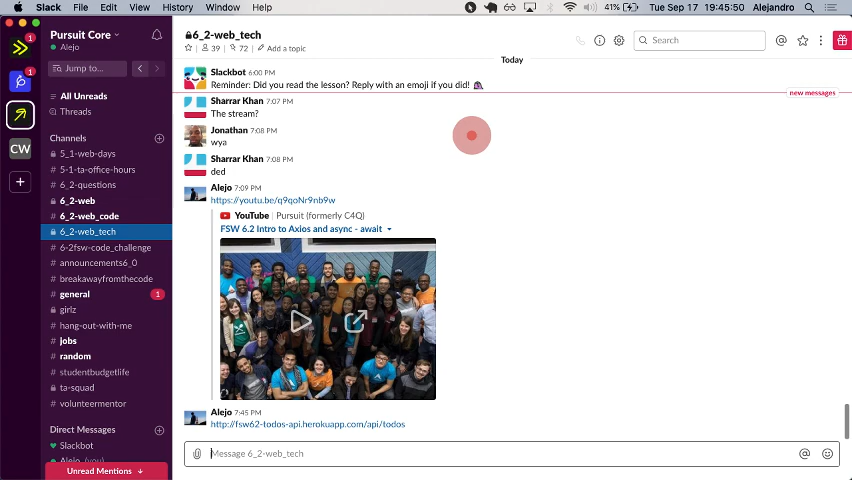 Slack File Edit View History Window Help 41% Tue Sep 17 19:45:50 Alejandro
1
1
CW
Pursuit Core
Alejo
Jump to...
All Unreads
Threads
Channels
5_1-web-days
# 5-1-ta-office-hours
# 6_2-questions
6_2-web
# 6_2-web_code
6_2-web_tech
# 6-2fsw-code_challenge
# announcements6_0
# breakawayfromthecode
# general 1
girlz
# hang-out-with-me
# jobs
# random
# studentbudgetlife
ta-squad
# volunteermentor
Direct Messages
Slackbot
Alejo (you)
Unread Mentions ↓
6_2-web_tech
39 72 Add a topic
Search
Today
Slackbot 6:00 PM
Reminder: Did you read the lesson? Reply with an emoji if you did!
new messages
Sharrar Khan 7:07 PM
The stream?
Jonathan 7:08 PM
wya
Sharrar Khan 7:08 PM
ded
Alejo 7:09 PM
https://youtu.be/q9qoNr9nb9w
YouTube Pursuit (formerly C4Q)
FSW 6.2 Intro to Axios and async - await
Alejo 7:45 PM
http://fsw62-todos-api.herokuapp.com/api/todos
Message 6_2-web_tech